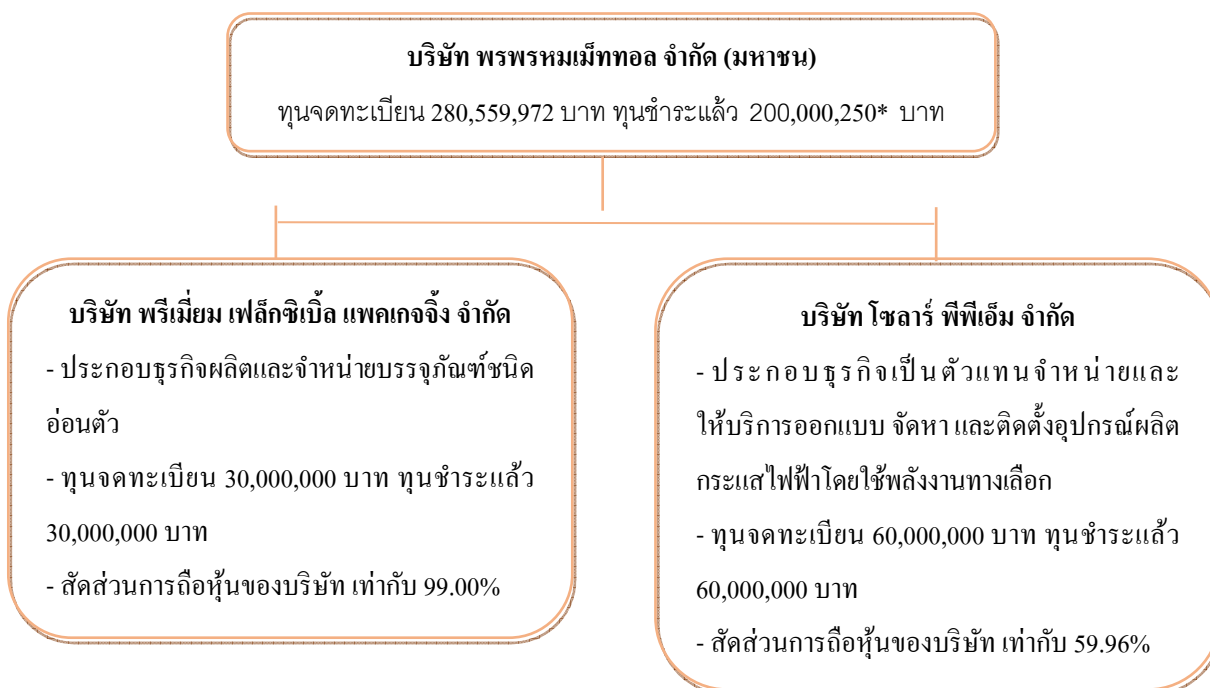 บริษัท พรพรหมเม็ททอล จำกัด (มหาชน)
ทุนจดทะเบียน 280,559,972 บาท ทุนชำระแล้ว 200,000,250* บาท
บริษัท พรีเมี่ยม เฟล็กซิเบิ้ล แพคเกจจิ้ง จำกัด
- ประกอบธุรกิจผลิตและจำหน่ายบรรจุภัณฑ์ชนิด
อ่อนตัว
- ทุนจดทะเบียน 30,000,000 บาท ทุนชำระแล้ว
30,000,000 บาท
- สัดส่วนการถือหุ้นของบริษัท เท่ากับ 99.00%
บริษัท โซลาร์ พีพีเอ็ม จำกัด
- ประกอบธุรกิจเป็นตัวแทนจำหน่ายและ
ให้บริการออกแบบ จัดหา และติดตั้งอุปกรณ์ผลิต
กระแสไฟฟ้าโดยใช้พลังงานทางเลือก
- ทุนจดทะเบียน 60,000,000 บาท ทุนชำระแล้ว
60,000,000 บาท
- สัดส่วนการถือหุ้นของบริษัท เท่ากับ 59.96%